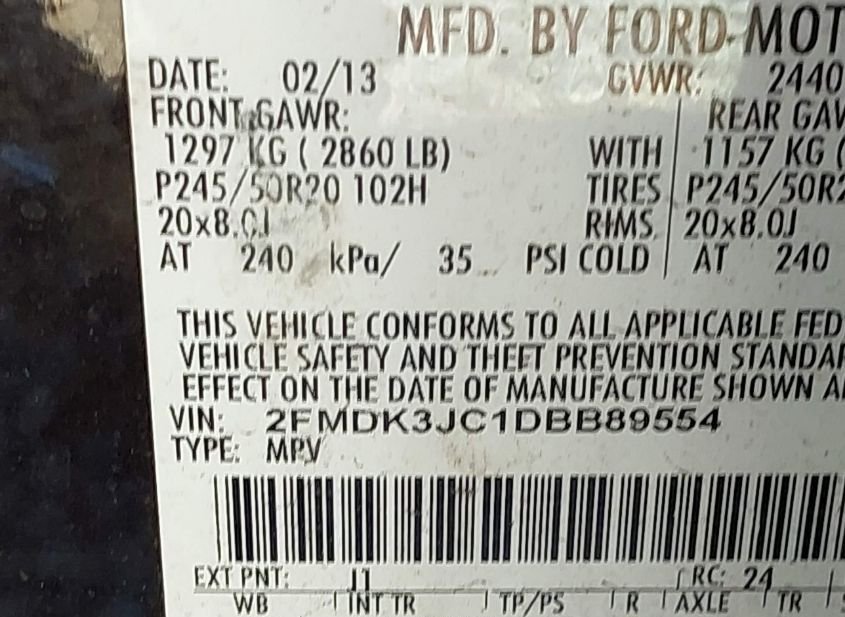 MFD. BY FORD MOT
DATE: 02/13 GVWR: 2440
FRONT GAWR: REAR GAW
1297 KG ( 2860 LB) WITH 1157 KG (
P245/50R20 102H TIRES P245/50R2
20x8.0J RIMS 20x8.0J
AT 240 kPa/ 35 PSI COLD AT 240
THIS VEHICLE CONFORMS TO ALL APPLICABLE FED
VEHICLE SAFETY AND THEFT PREVENTION STANDAR
EFFECT ON THE DATE OF MANUFACTURE SHOWN A
VIN: 2FMDK3JC1DBB89554
TYPE: MPV
EXT PNT: J1 RC: 24
WB INT TR TP/PS R AXLE TR